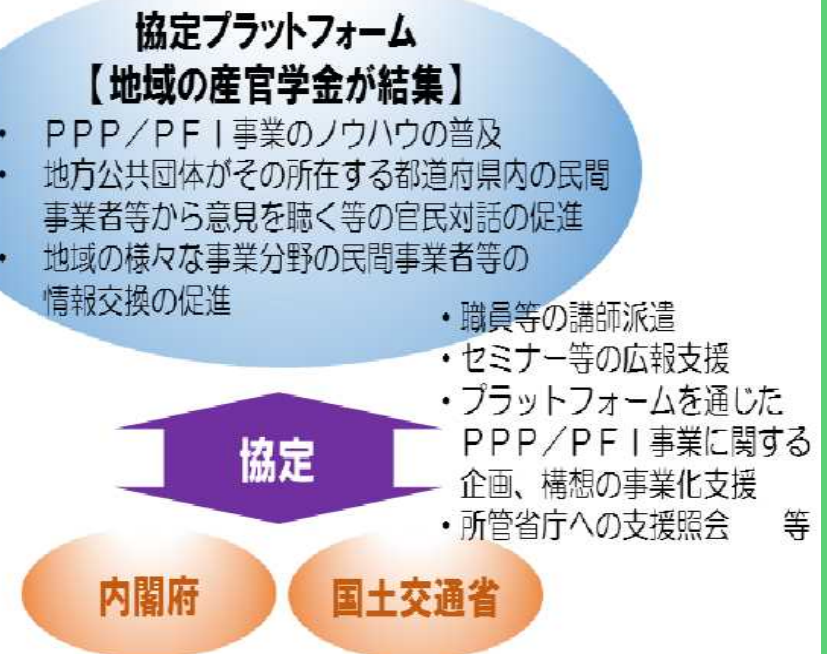 協定プラットフォーム
【地域の産官学金が結集】
・ ＰＰＰ／ＰＦＩ事業のノウハウの普及
・ 地方公共団体がその所在する都道府県内の民間
事業者等から意見を聴く等の官民対話の促進
・ 地域の様々な事業分野の民間事業者等の
情報交換の促進
・職員等の講師派遣
・セミナー等の広報支援
・プラットフォームを通じた
ＰＰＰ／ＰＦＩ事業に関する
企画、構想の事業化支援
・所管省庁への支援照会　等
協定
内閣府
国土交通省